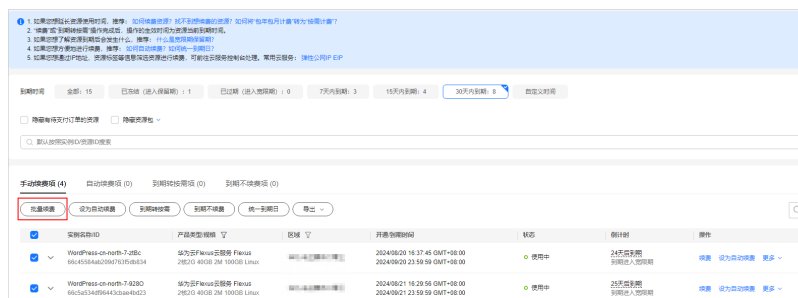 1. 如果您想延长资源使用时间，推荐： 如何续费资源？ 找不到想续费的资源？ 如何将“包年包月计费”转为“按需计费”？
2. “续费”或“到期转按需”操作完成后，操作的生效时间为资源当前到期时间。
3. 如果您想了解资源到期后会发生什么，推荐： 什么是宽限期保留期？
4. 如果您想方便地进行续费，推荐： 如何自动续费？ 如何统一到期日？
5. 如果您想通过IP地址、资源标签等信息筛选资源进行续费，可前往云服务控制台处理。常用云服务： 弹性公网IP EIP
到期时间 全部：15 已冻结（进入保留期）：1 已过期（进入宽限期）：0 7天内到期：3 15天内到期：4 30天内到期：8 自定义时间
隐藏有待支付订单的资源 隐藏资源包
默认按照实例ID/资源ID搜索
手动续费项 (4) 自动续费项 (0) 到期转按需项 (0) 到期不续费项 (0)
批量续费 设为自动续费 到期转按需 到期不续费 统一到期日 导出
实例名称/ID 产品类型/规格 区域 开通/到期时间 状态 倒计时 操作
WordPress-cn-north-7-2tBc 华为云Flexus云服务 Flexus 2024/08/20 16:37:45 GMT+08:00 使用中 24天后到期 续费 设为自动续费 更多
66c45584ab209d763f5db834 2核2G 40GB 2M 100GB Linux 2024/09/20 23:59:59 GMT+08:00 到期进入宽限期
WordPress-cn-north-7-928O 华为云Flexus云服务 Flexus 2024/08/21 16:29:56 GMT+08:00 使用中 25天后到期 续费 设为自动续费 更多
66c5a534df96443cbae4bd23 2核2G 40GB 2M 100GB Linux 2024/09/21 23:59:59 GMT+08:00 到期进入宽限期